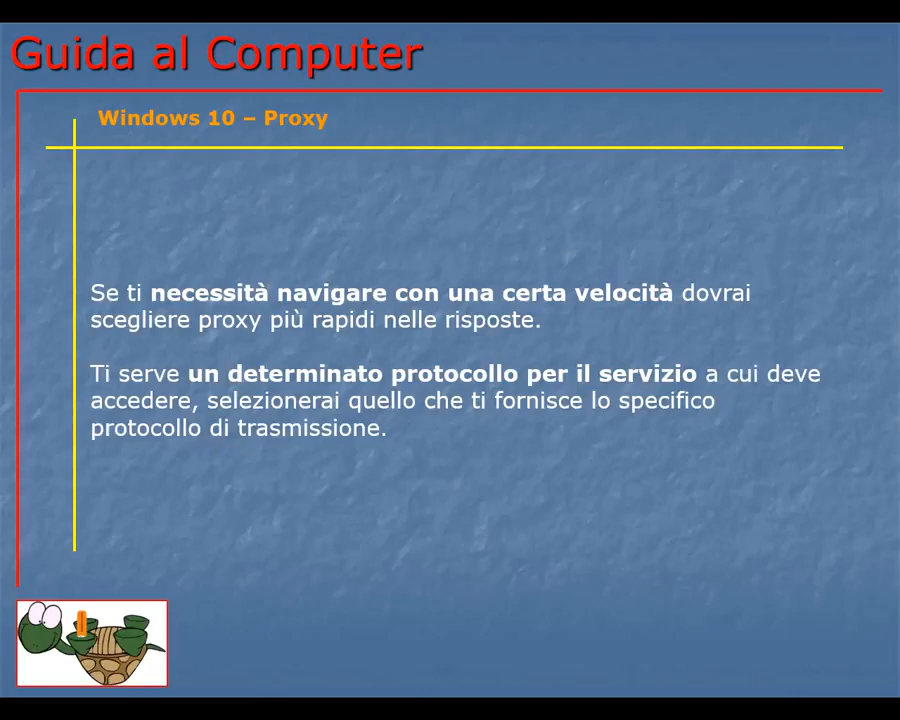 Guida al Computer
Windows 10 – Proxy
Se ti necessità navigare con una certa velocità dovrai
scegliere proxy più rapidi nelle risposte.
Ti serve un determinato protocollo per il servizio a cui deve
accedere, selezionerai quello che ti fornisce lo specifico
protocollo di trasmissione.